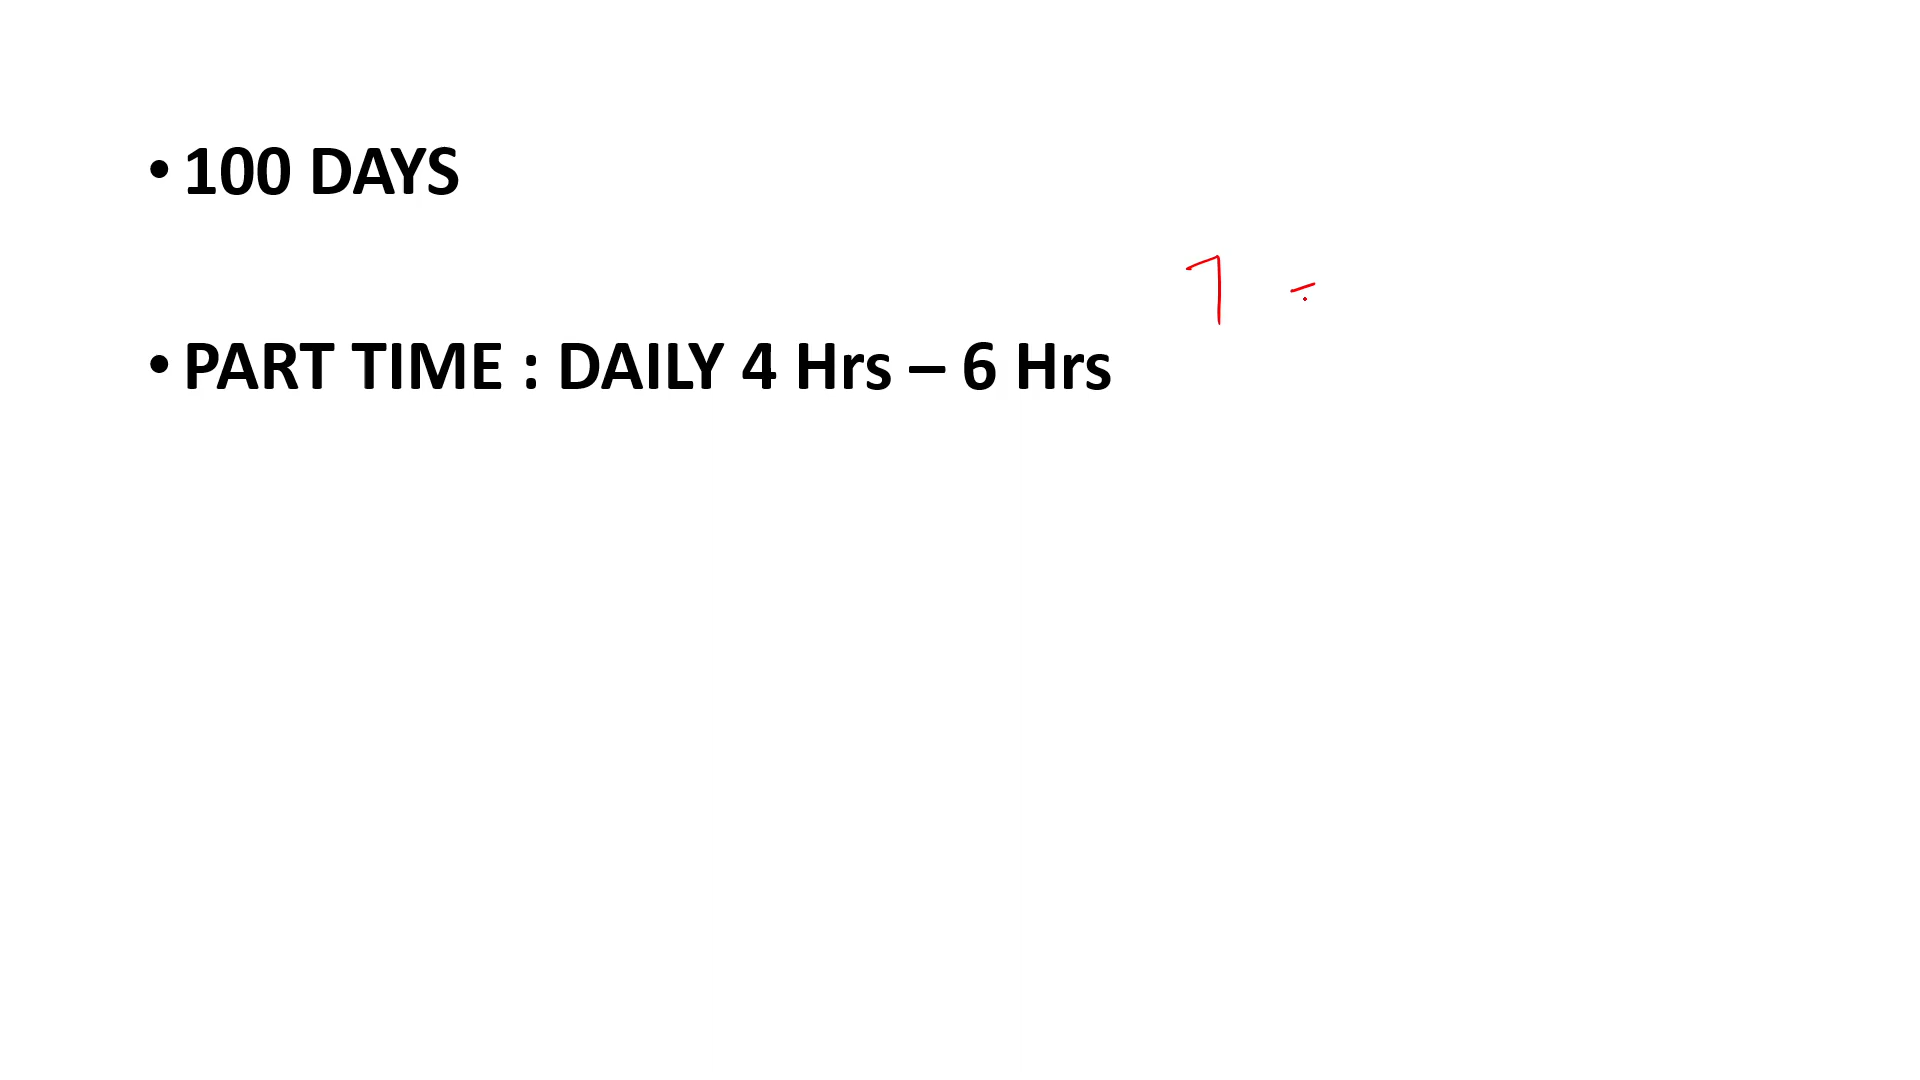 • 100 DAYS
• PART TIME : DAILY 4 Hrs – 6 Hrs